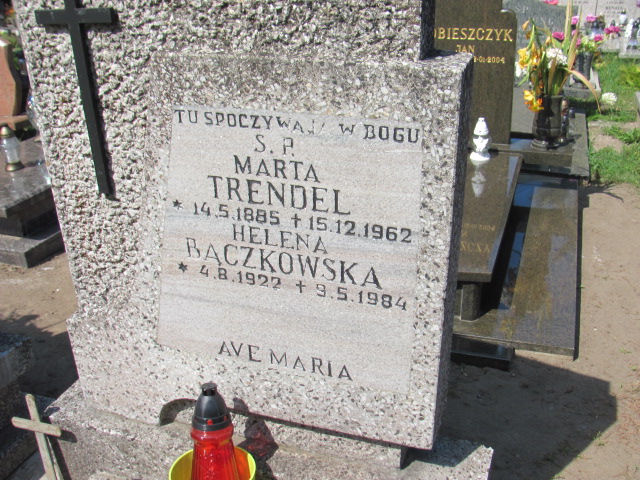 TU SPOCZYWAJĄ W BOGU
Ś. P.
MARTA
TRENDEL
* 14.5.1885 + 15.12.1962
HELENA
BĄCZKOWSKA
* 4.8.1922 + 9.5.1984
AVE MARIA
OBIESZCZYK
JAN